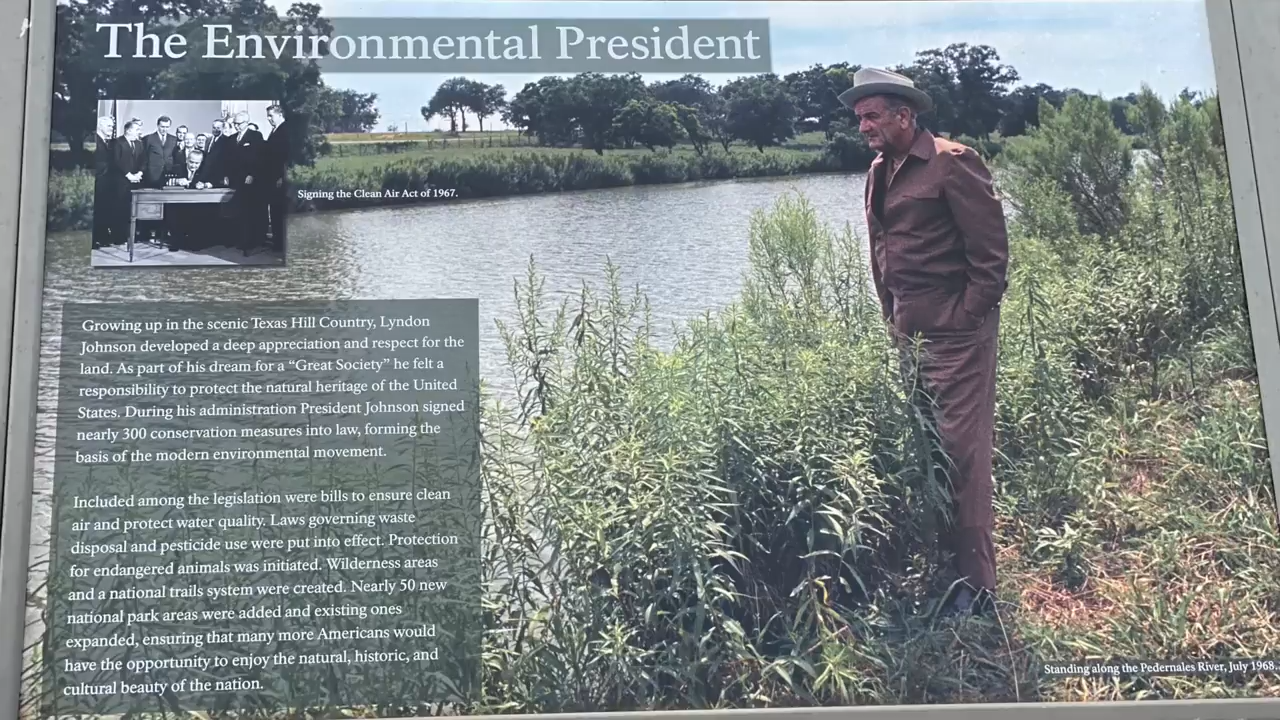 The Environmental President
Signing the Clean Air Act of 1967.
Growing up in the scenic Texas Hill Country, Lyndon
Johnson developed a deep appreciation and respect for the
land. As part of his dream for a “Great Society” he felt a
responsibility to protect the natural heritage of the United
States. During his administration President Johnson signed
nearly 300 conservation measures into law, forming the
basis of the modern environmental movement.
Included among the legislation were bills to ensure clean
air and protect water quality. Laws governing waste
disposal and pesticide use were put into effect. Protection
for endangered animals was initiated. Wilderness areas
and a national trails system were created. Nearly 50 new
national park areas were added and existing ones
expanded, ensuring that many more Americans would
have the opportunity to enjoy the natural, historic, and
cultural beauty of the nation.
Standing along the Pedernales River, July 1968.